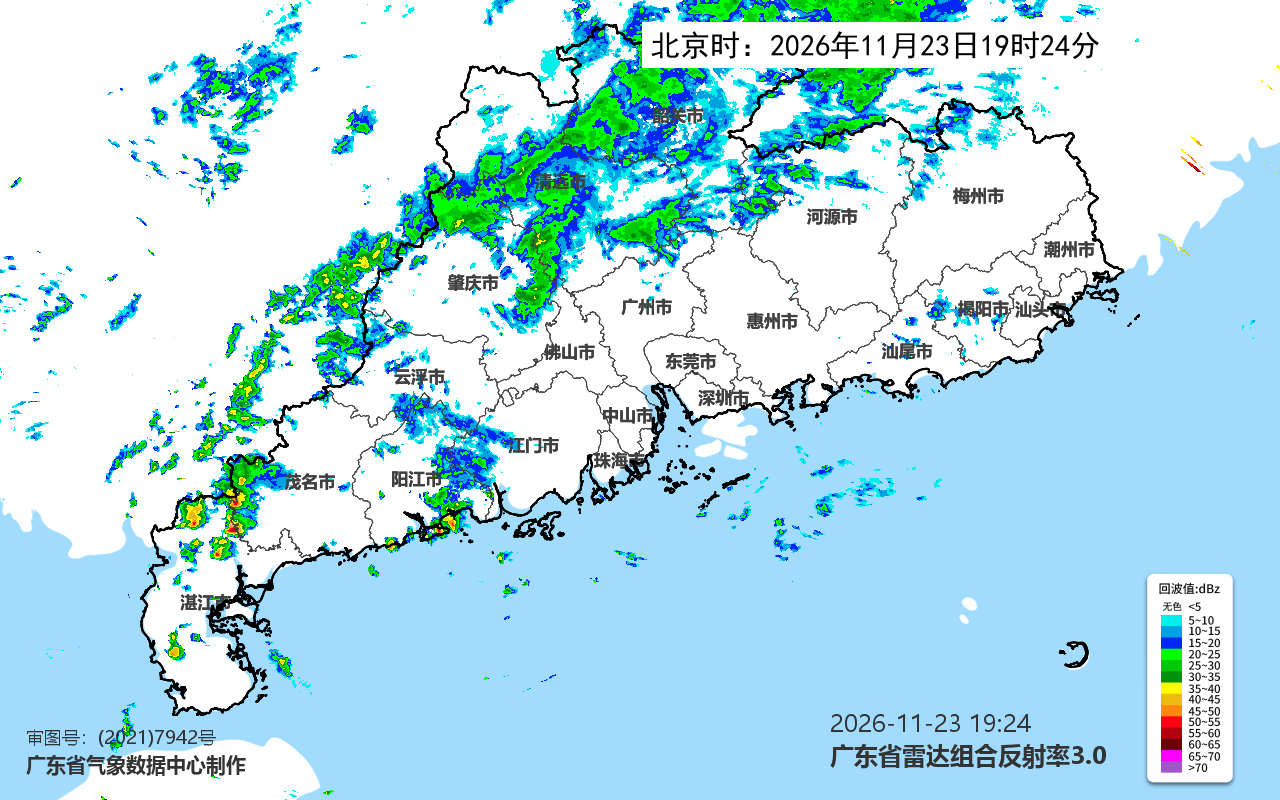 北京时：2026年11月23日19时24分
韶关市
清远市
梅州市
河源市
潮州市
肇庆市
广州市
揭阳市
汕头市
惠州市
佛山市
汕尾市
东莞市
云浮市
深圳市
中山市
江门市
珠海市
阳江市
茂名市
湛江市
回波值:dBz
无色 <5
5~10
10~15
15~20
20~25
25~30
30~35
35~40
40~45
45~50
50~55
55~60
60~65
65~70
>70
2026-11-23 19:24
广东省雷达组合反射率3.0
审图号：(2021)7942号
广东省气象数据中心制作